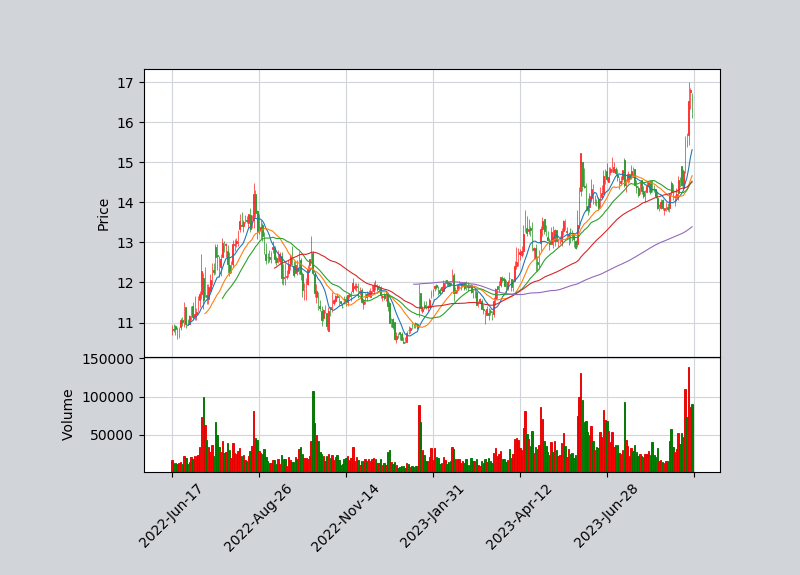 17
16
15
14
13
12
11
Price
150000
100000
50000
Volume
2022-Jun-17
2022-Aug-26
2022-Nov-14
2023-Jan-31
2023-Apr-12
2023-Jun-28